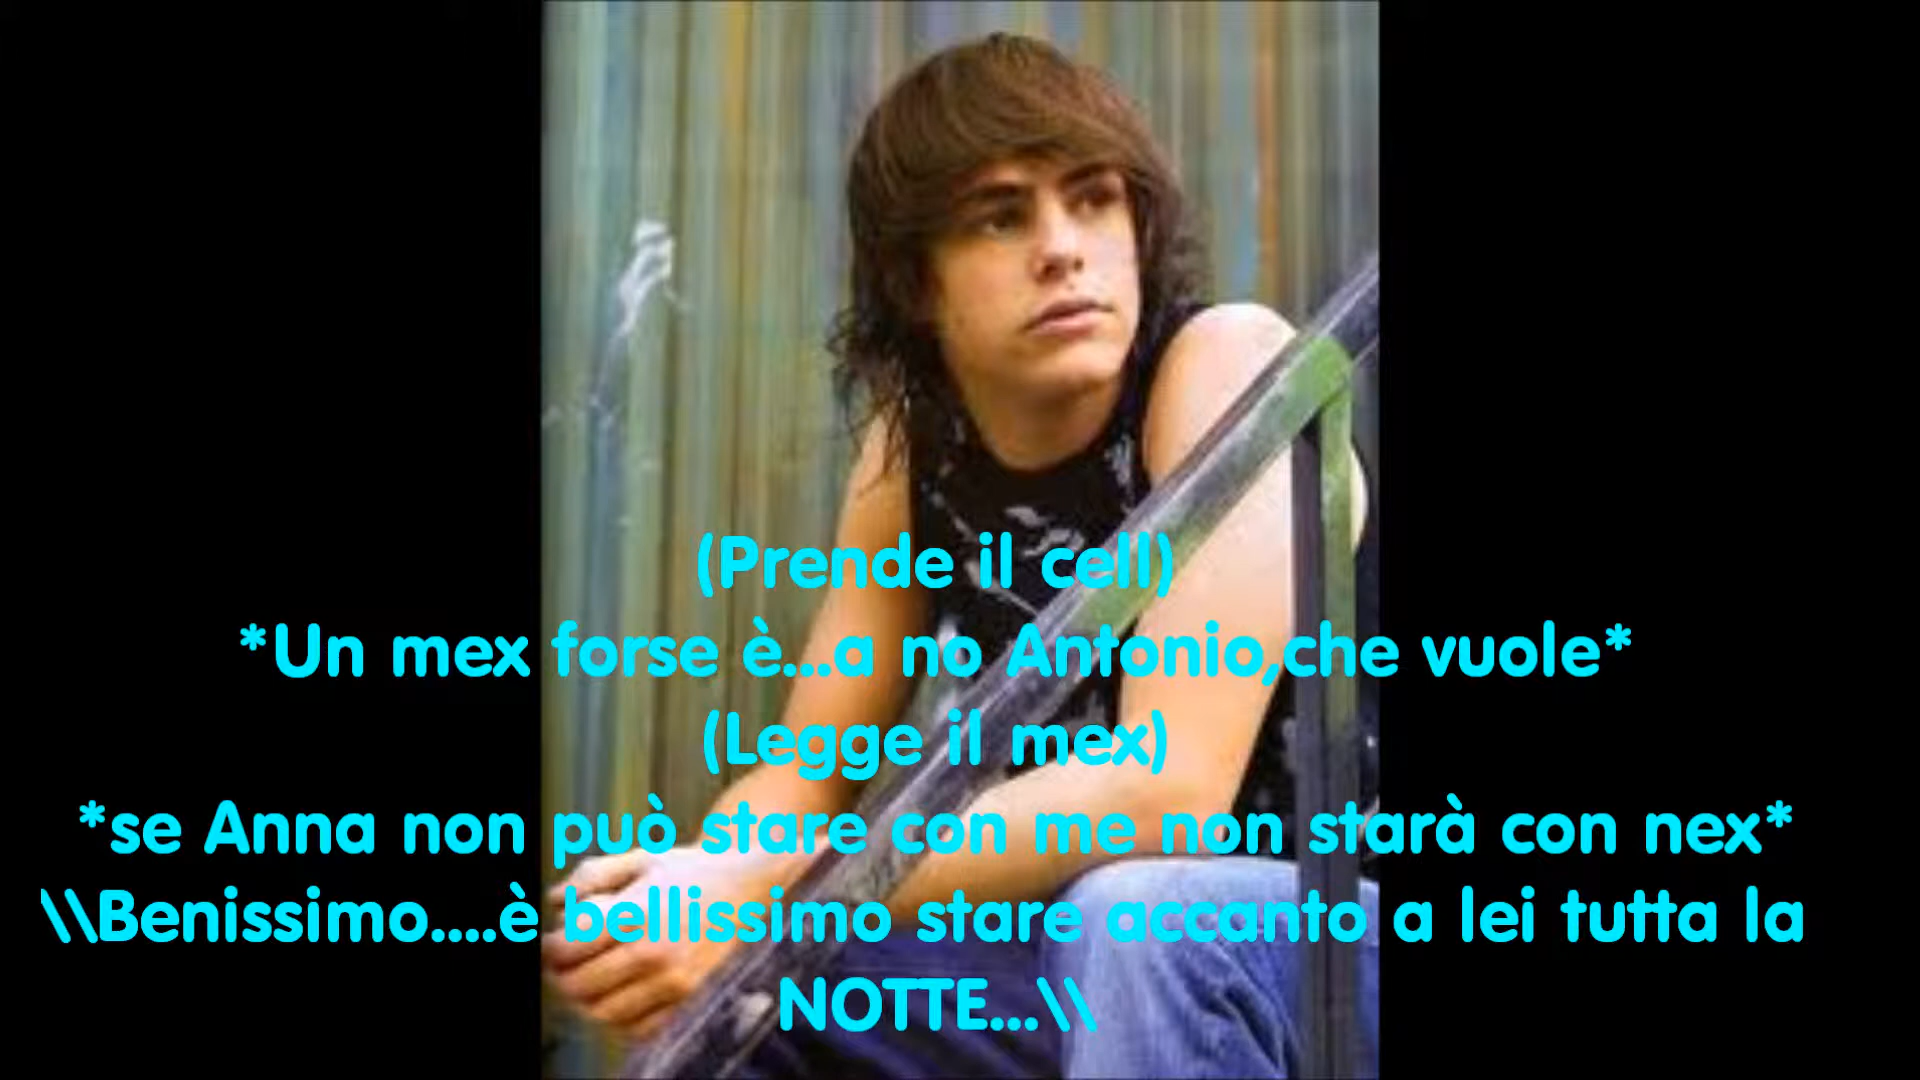 (Prende il cell)
*Un mex forse è...a no Antonio,che vuole*
(Legge il mex)
*se Anna non può stare con me non starà con nex*
\\Benissimo....è bellissimo stare accanto a lei tutta la
NOTTE...\\